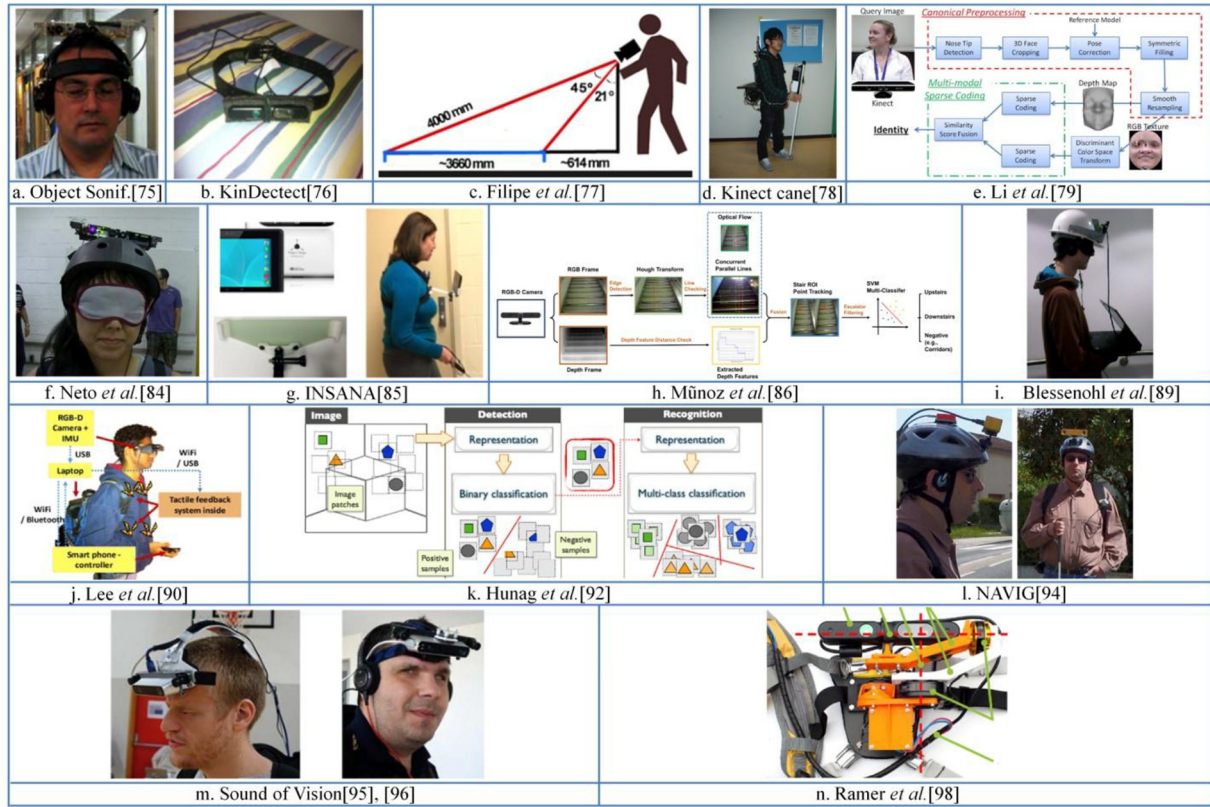 45°
21°
4000 mm
~3660 mm
~614 mm
Query Image
Kinect
Canonical Preprocessing
Reference Model
Nose Tip
Detection
3D Face
Cropping
Pose
Correction
Symmetric
Filling
Multi-modal
Sparse Coding
Depth Map
Sparse
Coding
Smooth
Resampling
Identity
Similarity
Score Fusion
RGB Texture
Sparse
Coding
Discriminant
Color Space
Transform
a. Object Sonif.[75]
b. KinDectect[76]
c. Filipe et al.[77]
d. Kinect cane[78]
e. Li et al.[79]
Optical Flow
RGB Frame
Hough Transform
Concurrent
Parallel Lines
RGB-D Camera
Edge
Detection
Line
Checking
Fusion
Stair ROI
Point Tracking
Escalator
Filtering
SVM
Multi-Classifer
Upstairs
Downstairs
Negative
(e.g.,
Corridors)
Depth Feature Distance Check
Depth Frame
Extracted
Depth Features
f. Neto et al.[84]
g. INSANA[85]
h. Mũnoz et al.[86]
i. Blessenohl et al.[89]
RGB-D
Camera +
IMU
USB
WiFi
/ USB
Laptop
WiFi
/ Bluetooth
Tactile feedback
system inside
Smart phone -
controller
Image
Image
patches
Detection
Representation
Binary classification
Positive
samples
Negative
samples
Recognition
Representation
Multi-class classification
j. Lee et al.[90]
k. Hunag et al.[92]
l. NAVIG[94]
m. Sound of Vision[95], [96]
n. Ramer et al.[98]